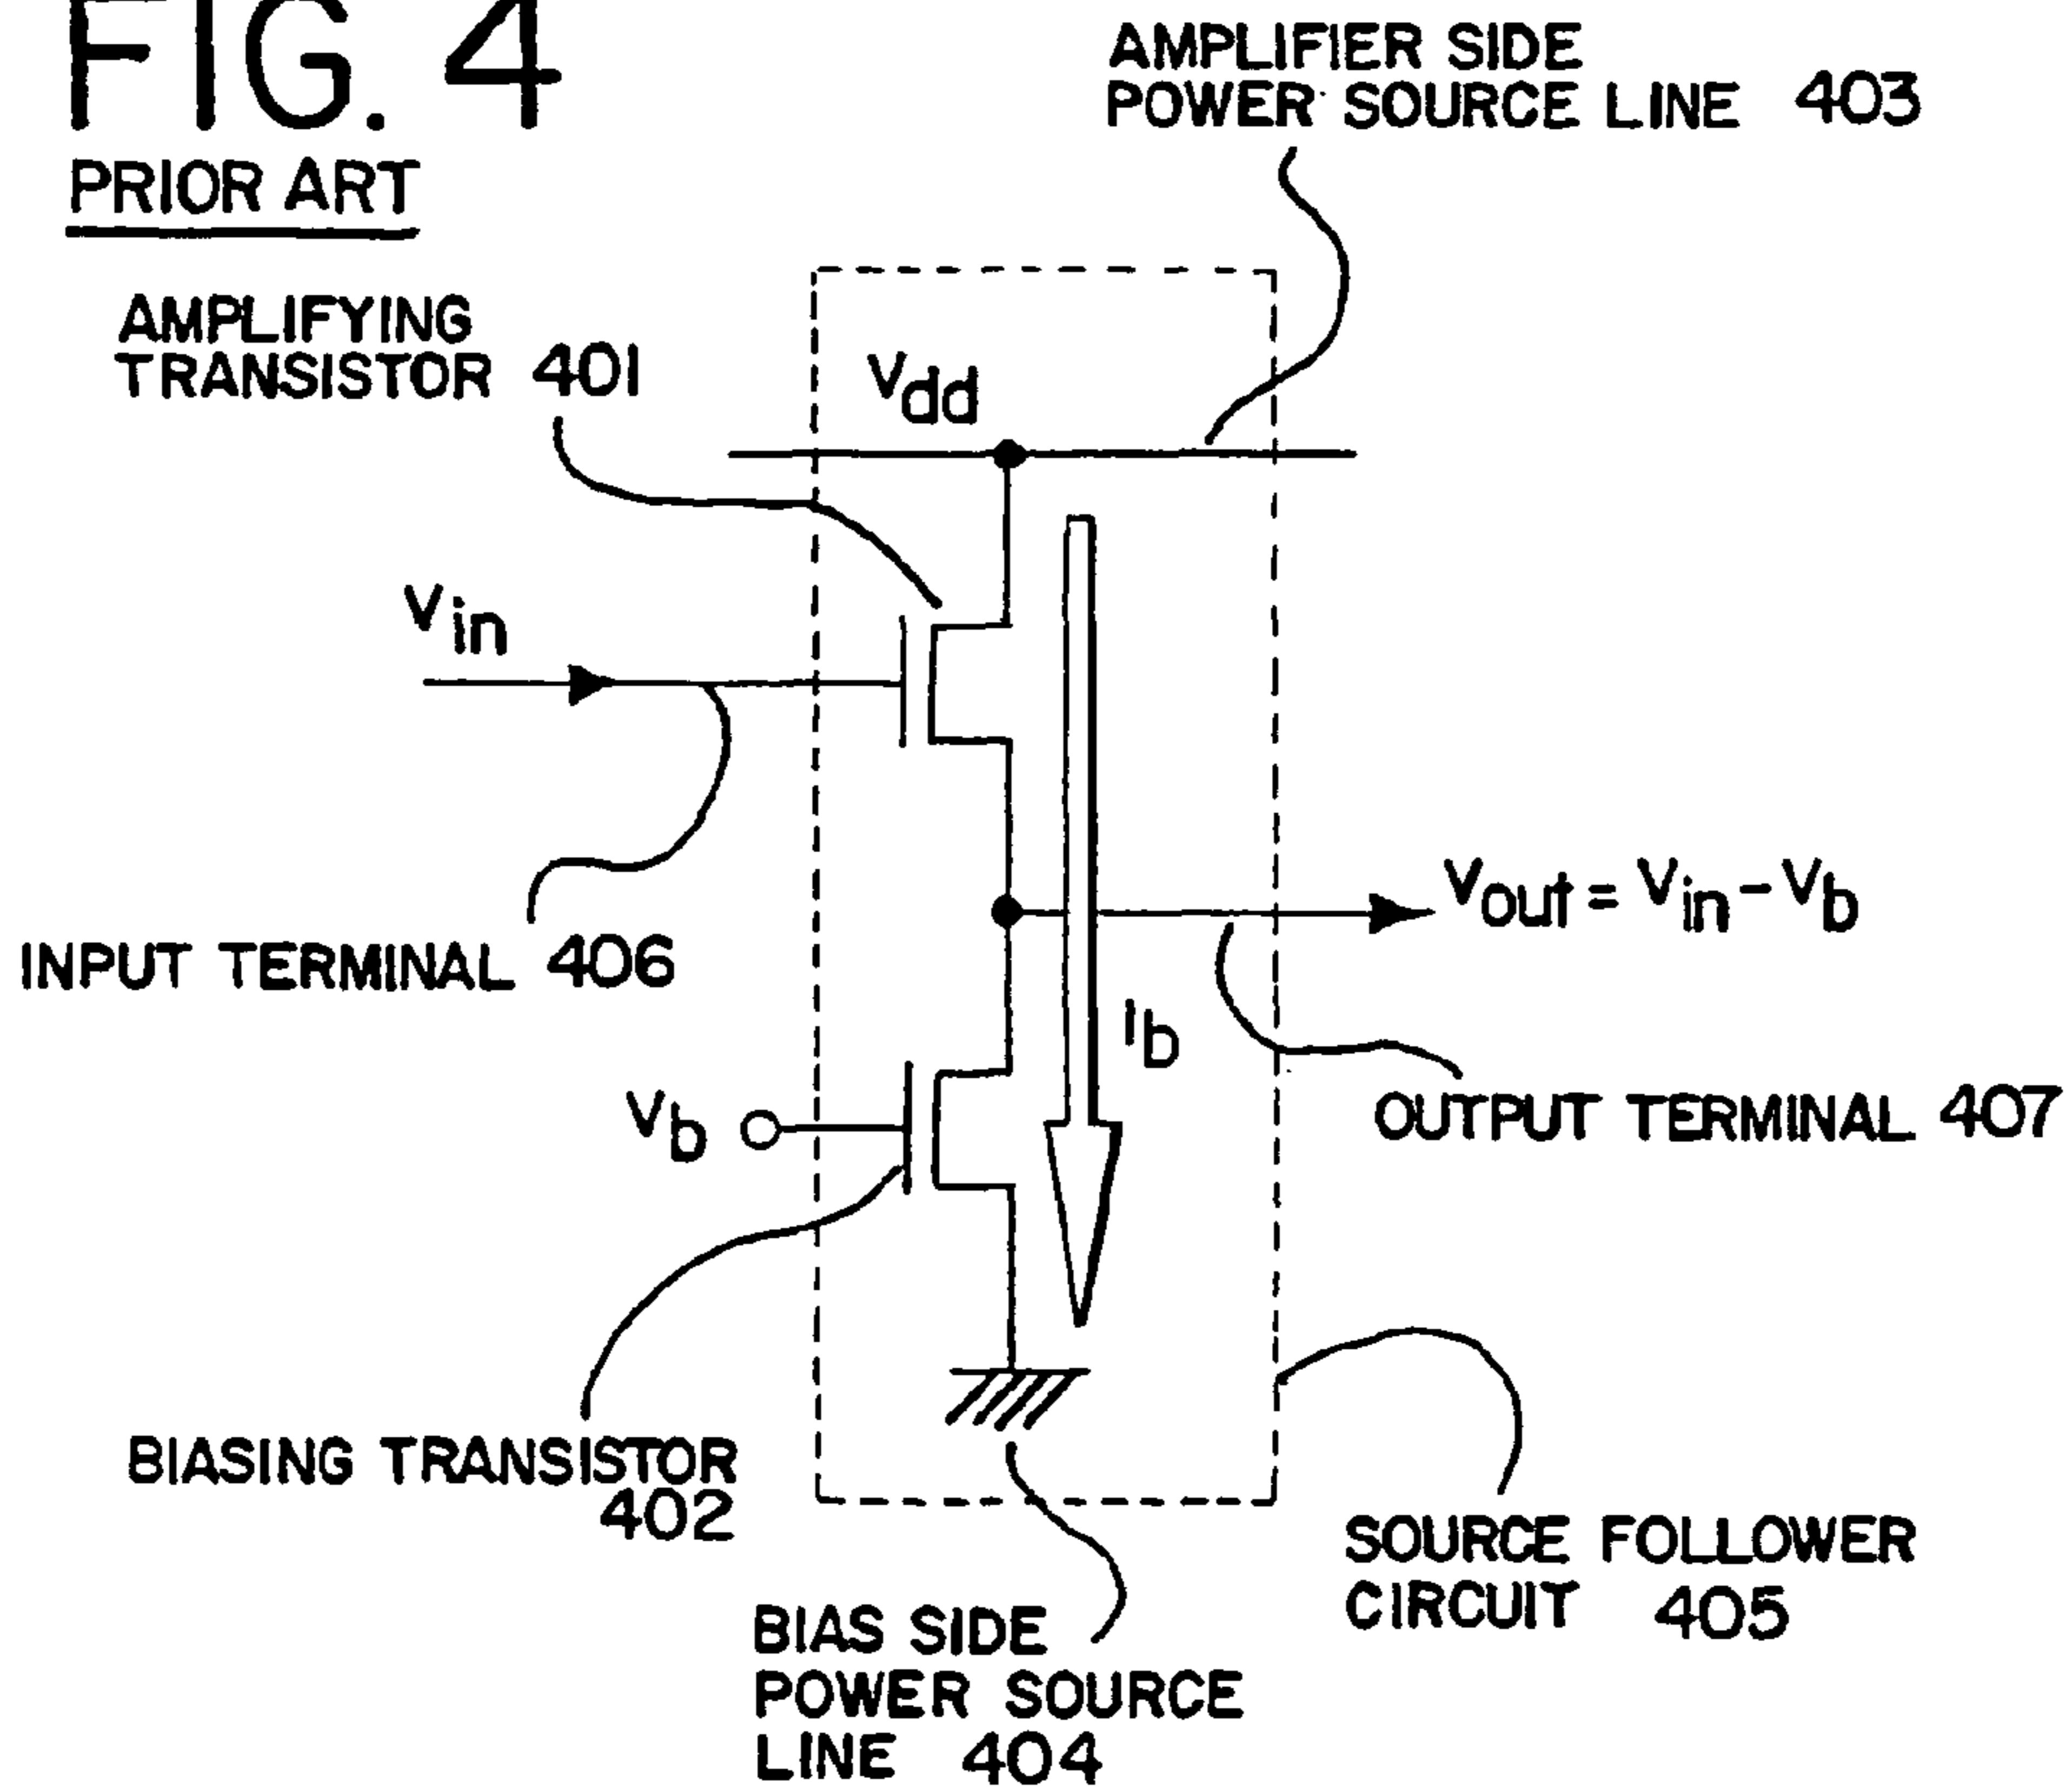 FIG. 4
PRIOR ART
AMPLIFIER SIDE
POWER SOURCE LINE 403
AMPLIFYING
TRANSISTOR 401
Vdd
Vin
Vout = Vin - Vb
INPUT TERMINAL 406
Ib
Vb
OUTPUT TERMINAL 407
BIASING TRANSISTOR
402
SOURCE FOLLOWER
CIRCUIT 405
BIAS SIDE
POWER SOURCE
LINE 404